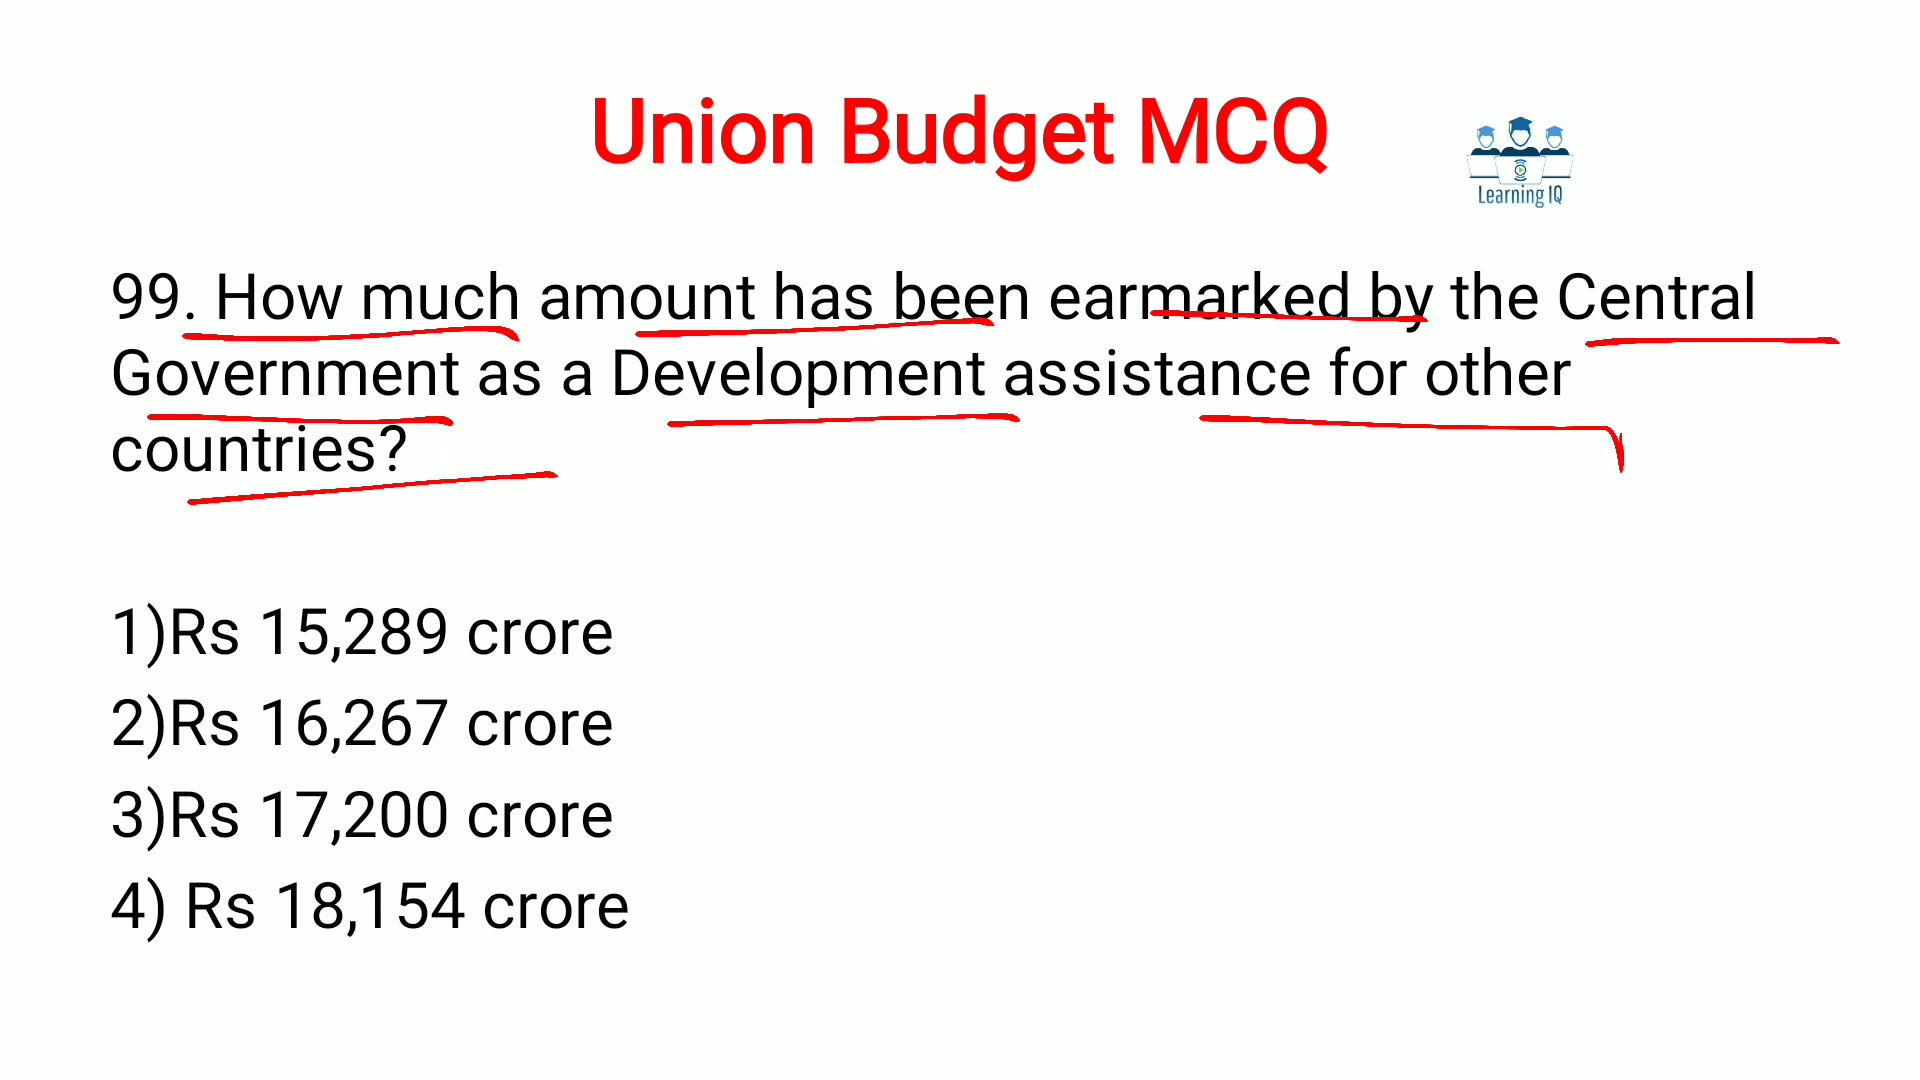 Union Budget MCQ
Learning IQ
99. How much amount has been earmarked by the Central
Government as a Development assistance for other
countries?
1)Rs 15,289 crore
2)Rs 16,267 crore
3)Rs 17,200 crore
4) Rs 18,154 crore